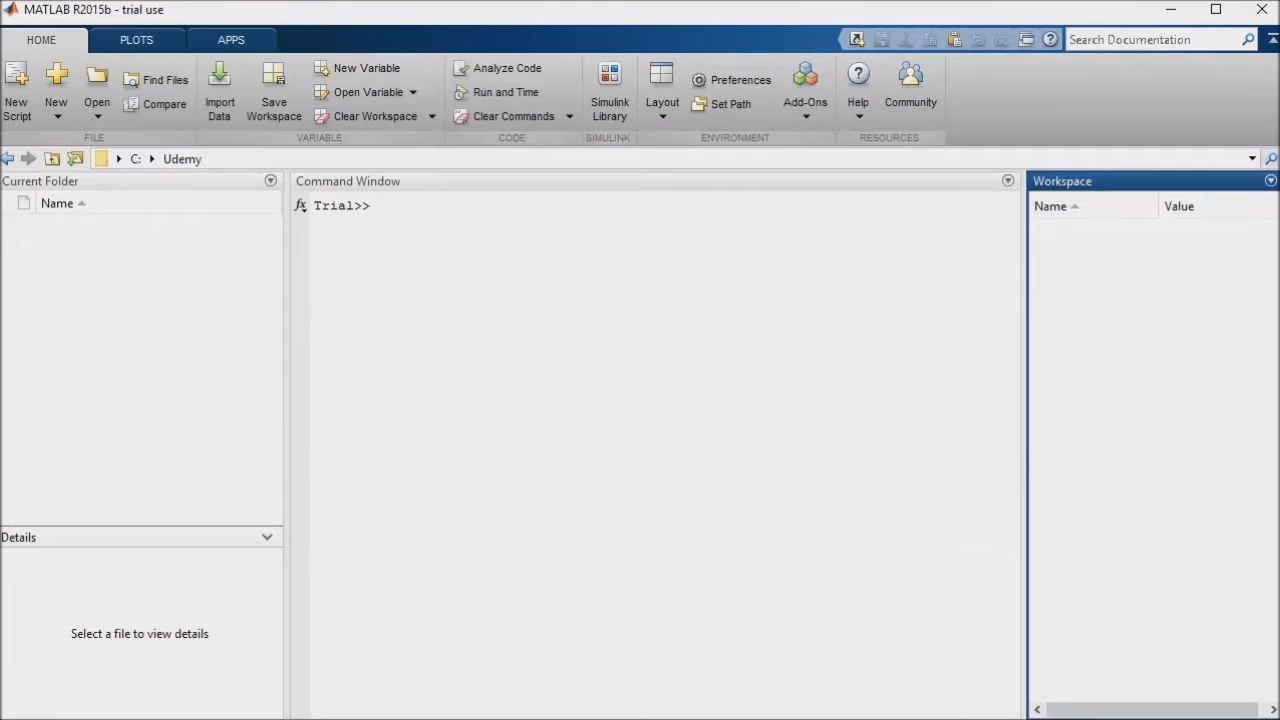 MATLAB R2015b - trial use
HOME PLOTS APPS
Search Documentation
New Script
New
Open
Find Files
Compare
FILE
Import Data
Save Workspace
New Variable
Open Variable
Clear Workspace
VARIABLE
Analyze Code
Run and Time
Clear Commands
CODE
Simulink Library
SIMULINK
Layout
Preferences
Set Path
ENVIRONMENT
Add-Ons
Help
Community
RESOURCES
C: Udemy
Current Folder
Name
Command Window
fx Trial>>
Workspace
Name Value
Details
Select a file to view details